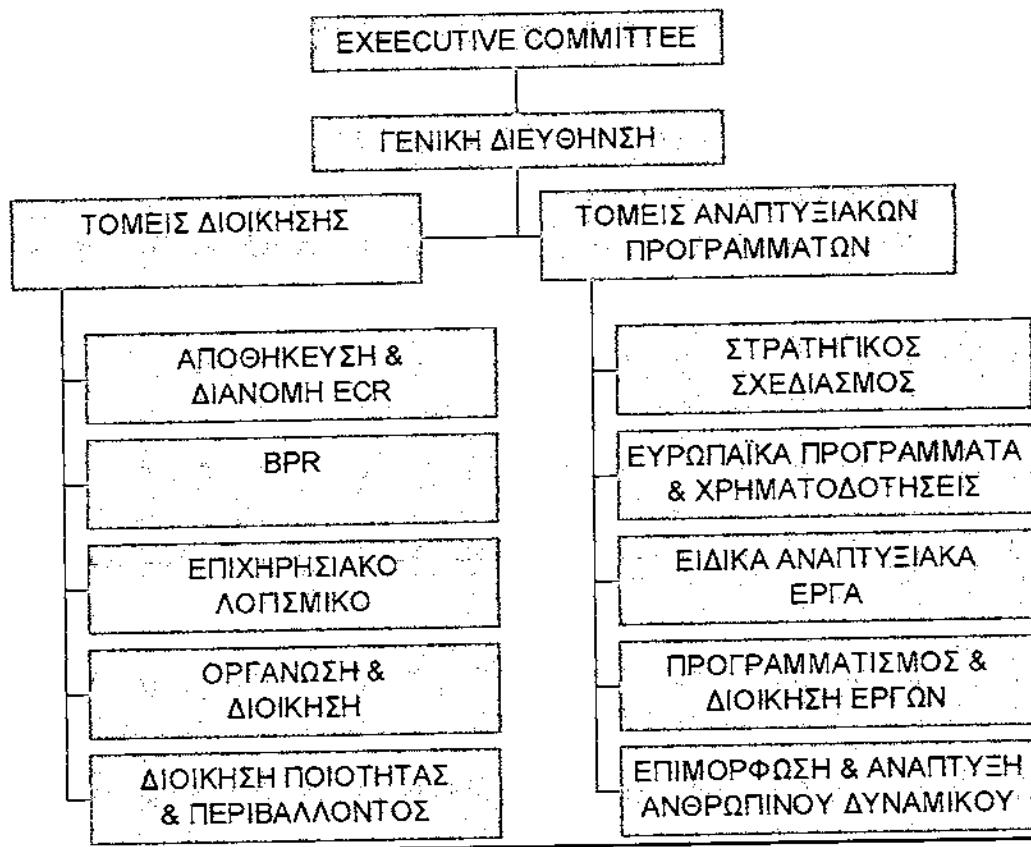 EXEECUTIVE COMMITTEE
ΓΕΝΙΚΗ ΔΙΕΥΘΗΝΣΗ
ΤΟΜΕΙΣ ΔΙΟΙΚΗΣΗΣ
ΤΟΜΕΙΣ ΑΝΑΠΤΥΞΙΑΚΩΝ
ΠΡΟΓΡΑΜΜΑΤΩΝ
ΑΠΟΘΗΚΕΥΣΗ &
ΔΙΑΝΟΜΗ ECR
BPR
ΕΠΙΧΗΡΗΣΙΑΚΟ
ΛΟΓΙΣΜΙΚΟ
ΟΡΓΑΝΩΣΗ &
ΔΙΟΙΚΗΣΗ
ΔΙΟΙΚΗΣΗ ΠΟΙΟΤΗΤΑΣ
& ΠΕΡΙΒΑΛΛΟΝΤΟΣ
ΣΤΡΑΤΗΓΙΚΟΣ
ΣΧΕΔΙΑΣΜΟΣ
ΕΥΡΩΠΑΪΚΑ ΠΡΟΓΡΑΜΜΑΤΑ
& ΧΡΗΜΑΤΟΔΟΤΗΣΕΙΣ
ΕΙΔΙΚΑ ΑΝΑΠΤΥΞΙΑΚΑ
ΕΡΓΑ
ΠΡΟΓΡΑΜΜΑΤΙΣΜΟΣ &
ΔΙΟΙΚΗΣΗ ΕΡΓΩΝ
ΕΠΙΜΟΡΦΩΣΗ & ΑΝΑΠΤΥΞΗ
ΑΝΘΡΩΠΙΝΟΥ ΔΥΝΑΜΙΚΟΥ